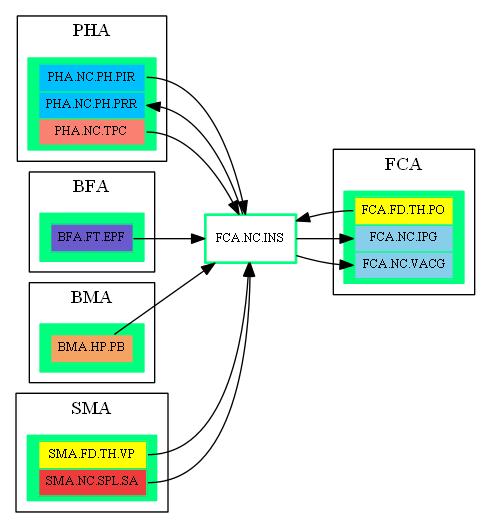 PHA
PHA.NC.PH.PIR
PHA.NC.PH.PRR
PHA.NC.TPC
BFA
BFA.FT.EPF
BMA
BMA.HP.PB
SMA
SMA.FD.TH.VP
SMA.NC.SPL.SA
FCA.NC.INS
FCA
FCA.FD.TH.PO
FCA.NC.IPG
FCA.NC.VACG